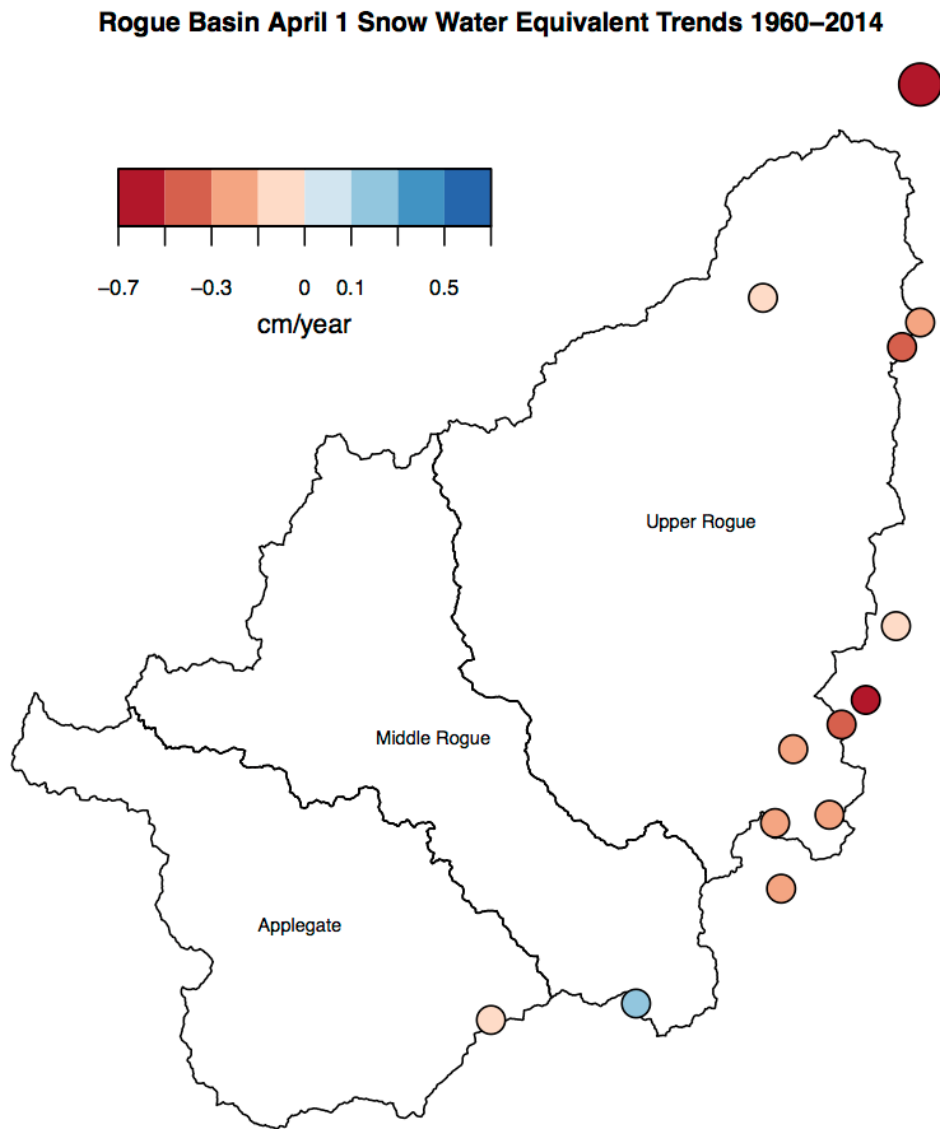 Rogue Basin April 1 Snow Water Equivalent Trends 1960–2014
−0.7 −0.3 0 0.1 0.5
cm/year
Upper Rogue
Middle Rogue
Applegate